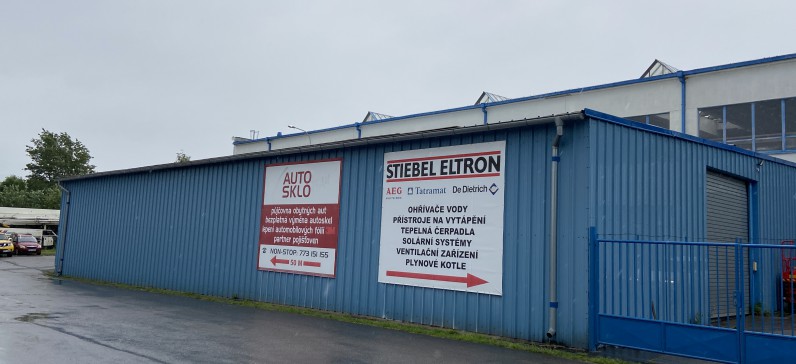 AUTO
SKLO
půjčovna obytných aut
bezplatná výměna autoskel
lepení automobilových fólií 3M
partner pojišťoven
NON-STOP: 773 151 155
50 M
STIEBEL ELTRON
AEG Tatramat De Dietrich
OHŘÍVAČE VODY
PŘÍSTROJE NA VYTÁPĚNÍ
TEPELNÁ ČERPADLA
SOLÁRNÍ SYSTÉMY
VENTILAČNÍ ZAŘÍZENÍ
PLYNOVÉ KOTLE